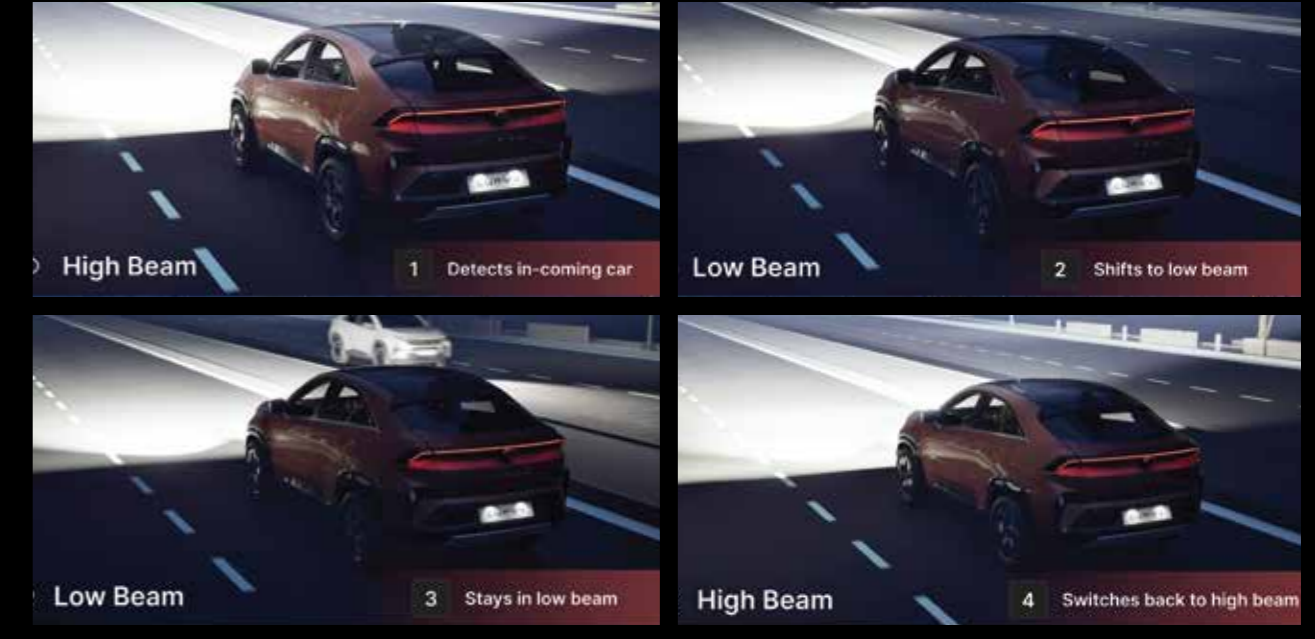 High Beam
1 Detects in-coming car
Low Beam
2 Shifts to low beam
Low Beam
3 Stays in low beam
High Beam
4 Switches back to high beam